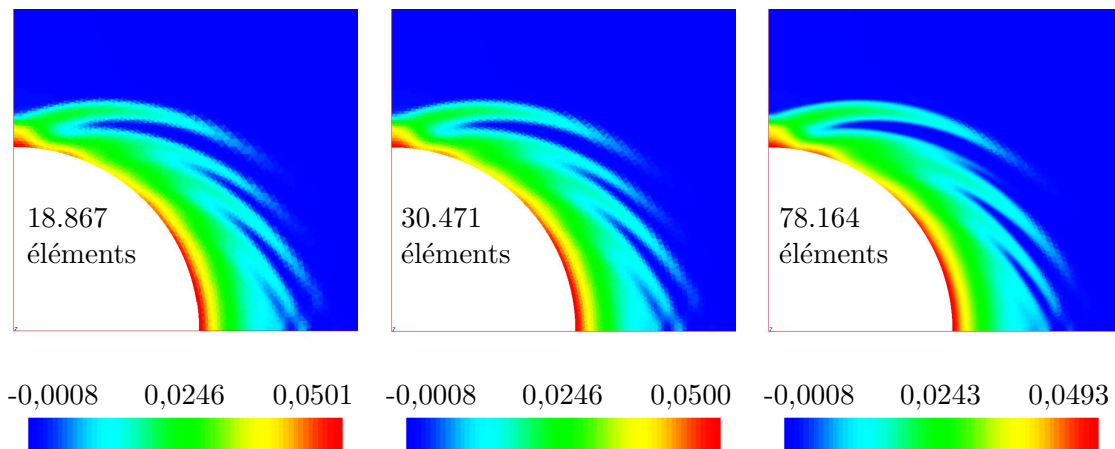 18.867
éléments
30.471
éléments
78.164
éléments
z
z
z
-0,0008 0,0246 0,0501
-0,0008 0,0246 0,0500
-0,0008 0,0243 0,0493